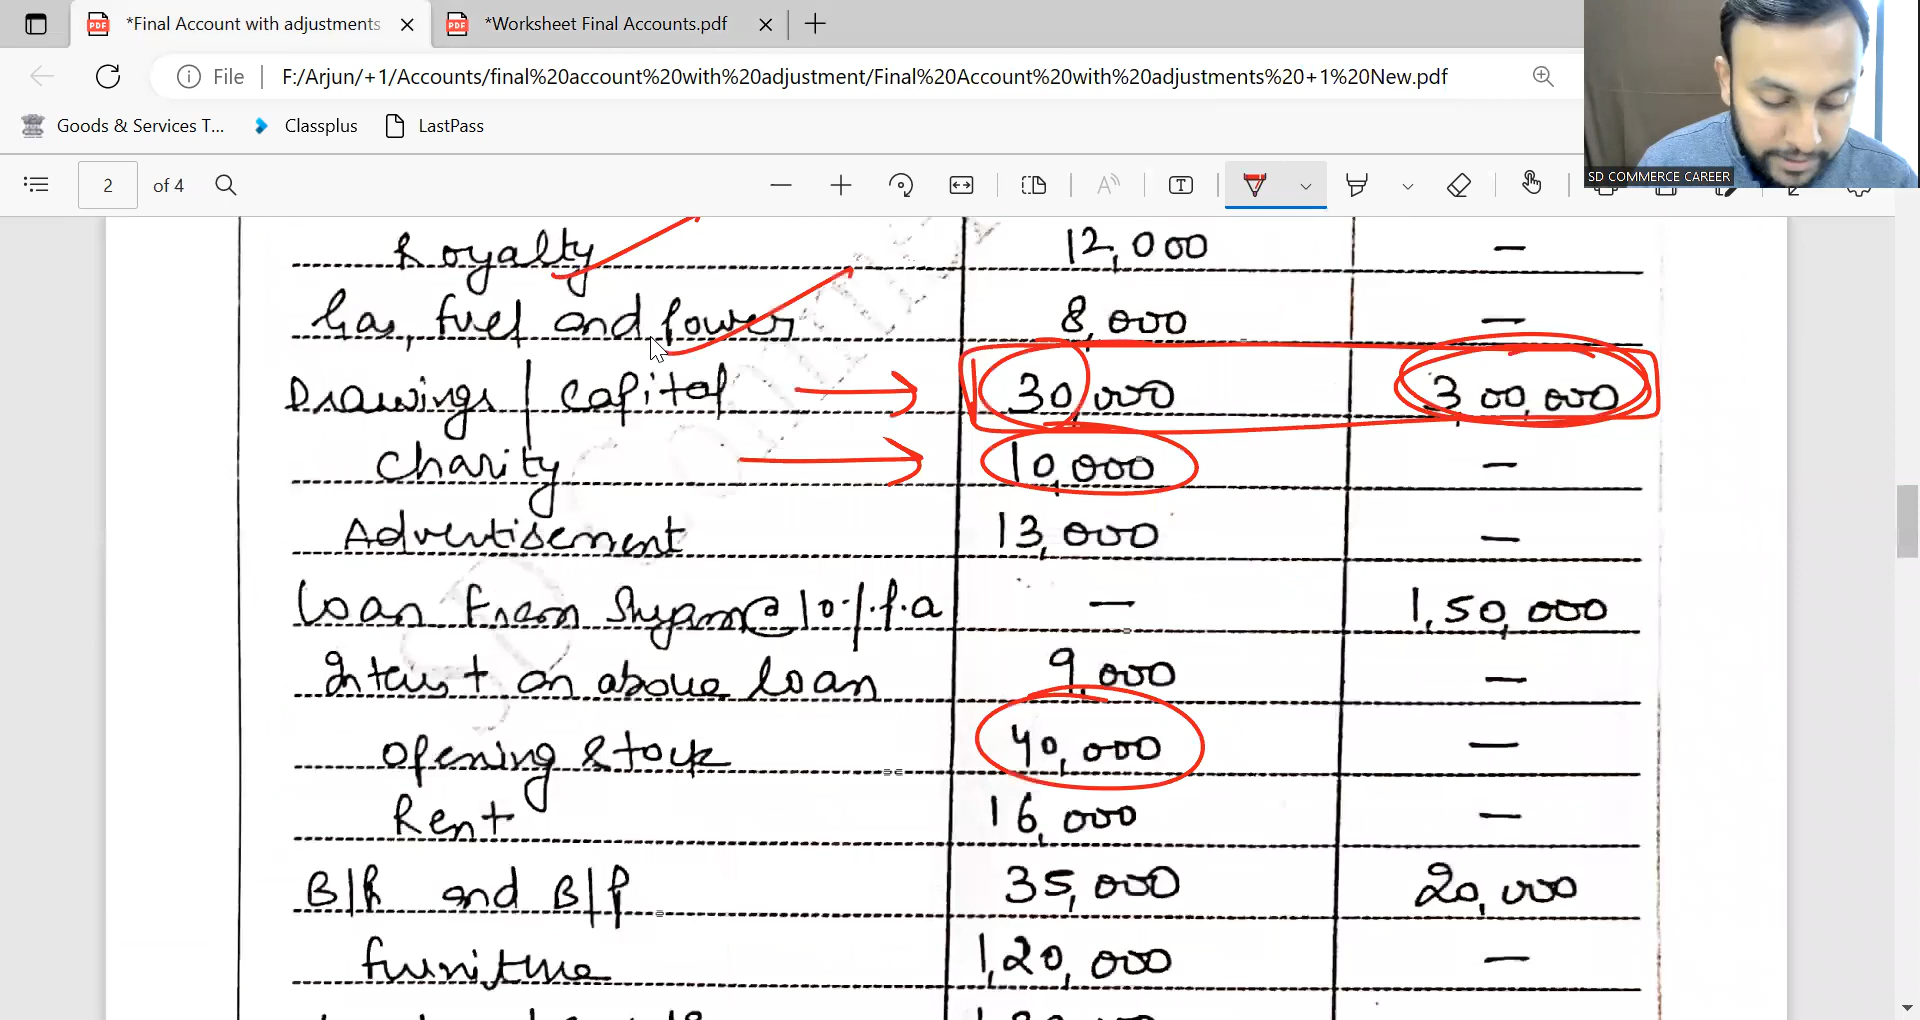 *Final Account with adjustments
*Worksheet Final Accounts.pdf
File
F:/Arjun/+1/Accounts/final%20account%20with%20adjustment/Final%20Account%20with%20adjustments%20+1%20New.pdf
Goods & Services T...
Classplus
LastPass
2 of 4
SD COMMERCE CAREER
Royalty 12,000 –
Gas, fuel and power 8,000 –
Drawings / Capital 30,000 3 00,000
Charity 10,000 –
Advertisement 13,000 –
Loan From Shyam @ 10%p.a – 1,50,000
Interest on above loan 9,000 –
Opening Stock 40,000 –
Rent 16,000 –
B/R and B/P 35,000 20,000
furniture 1,20,000 –